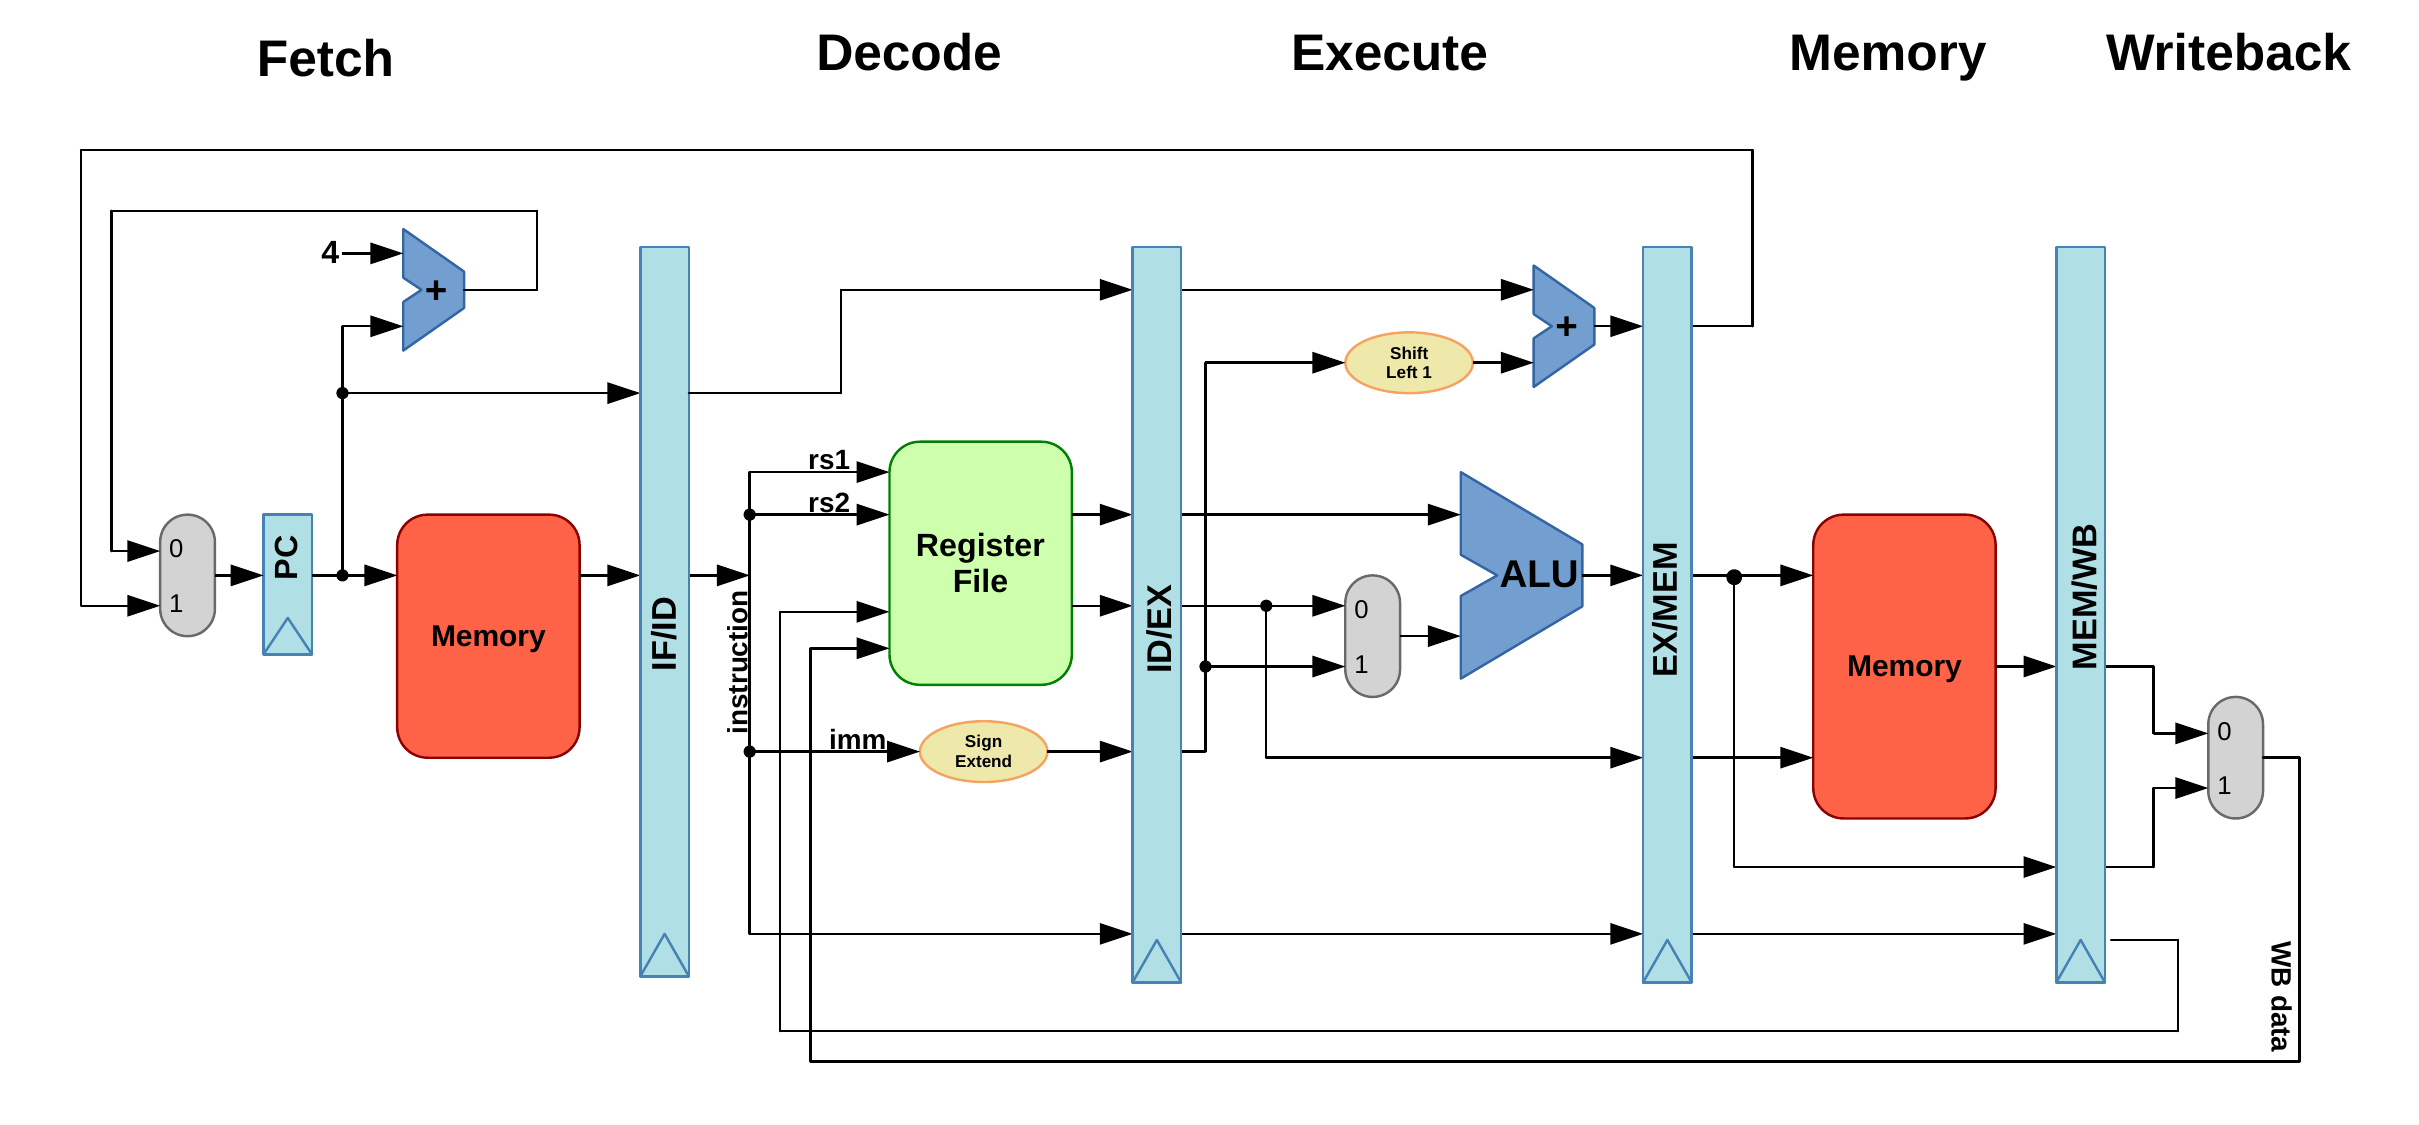 Fetch
Decode
Execute
Memory
Writeback
4
+
+
Shift
Left 1
rs1
rs2
Register
File
0
1
PC
Memory
IF/ID
instruction
imm
Sign
Extend
ID/EX
0
1
ALU
EX/MEM
Memory
MEM/WB
0
1
WB data